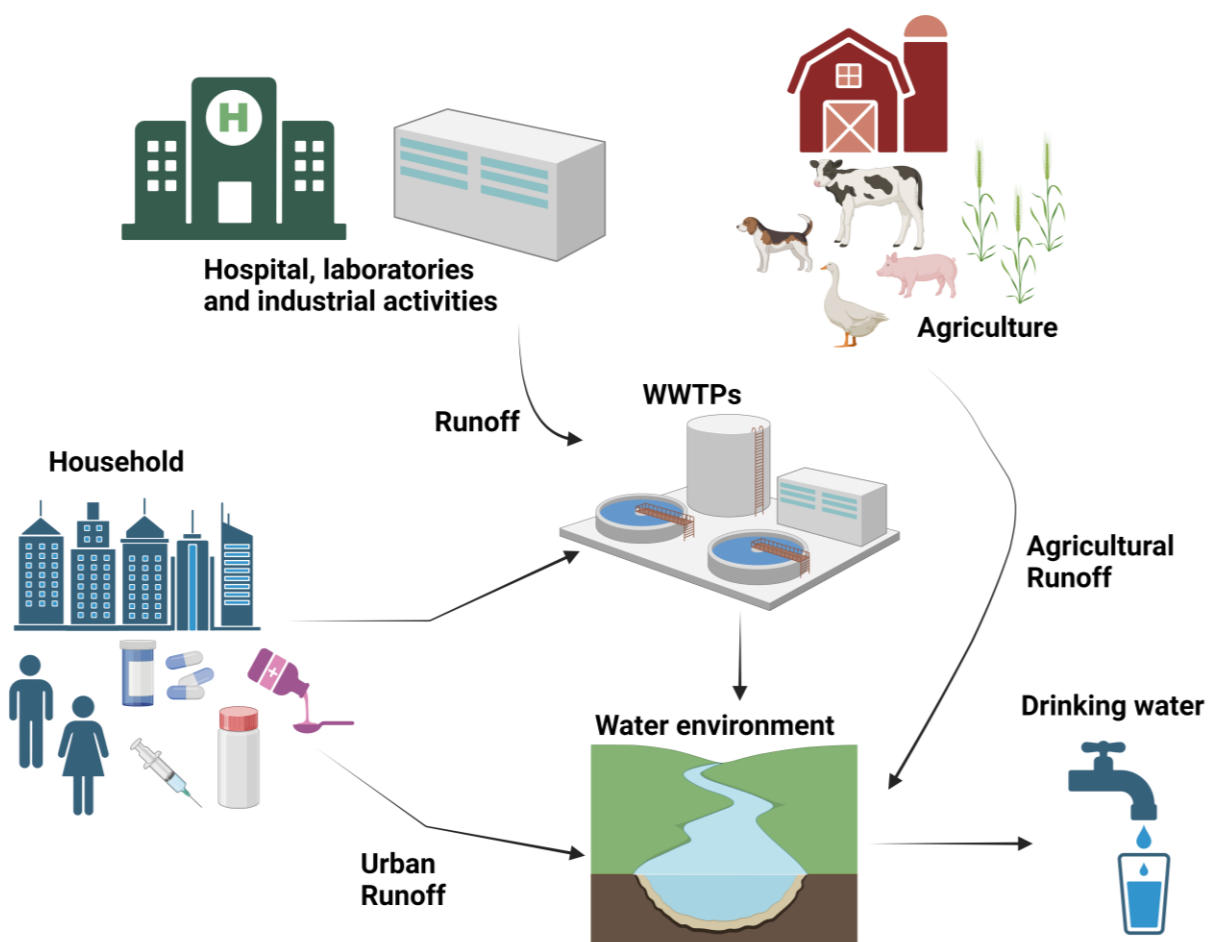 H
Hospital, laboratories
and industrial activities
Agriculture
WWTPs
Runoff
Household
Agricultural
Runoff
Water environment
Drinking water
Urban
Runoff